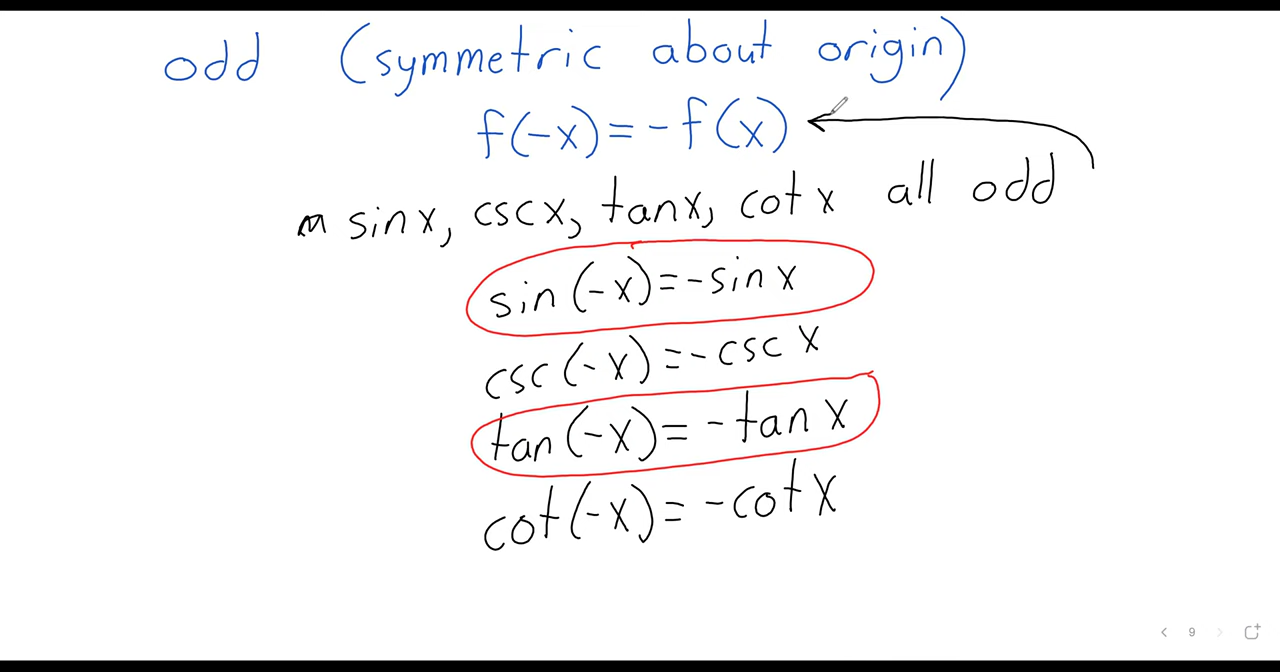 odd (symmetric about origin)
f(-x) = -f(x)
sin x, csc x, tan x, cot x all odd
sin(-x) = -sin x
csc(-x) = -csc x
tan(-x) = -tan x
cot(-x) = -cot x
9